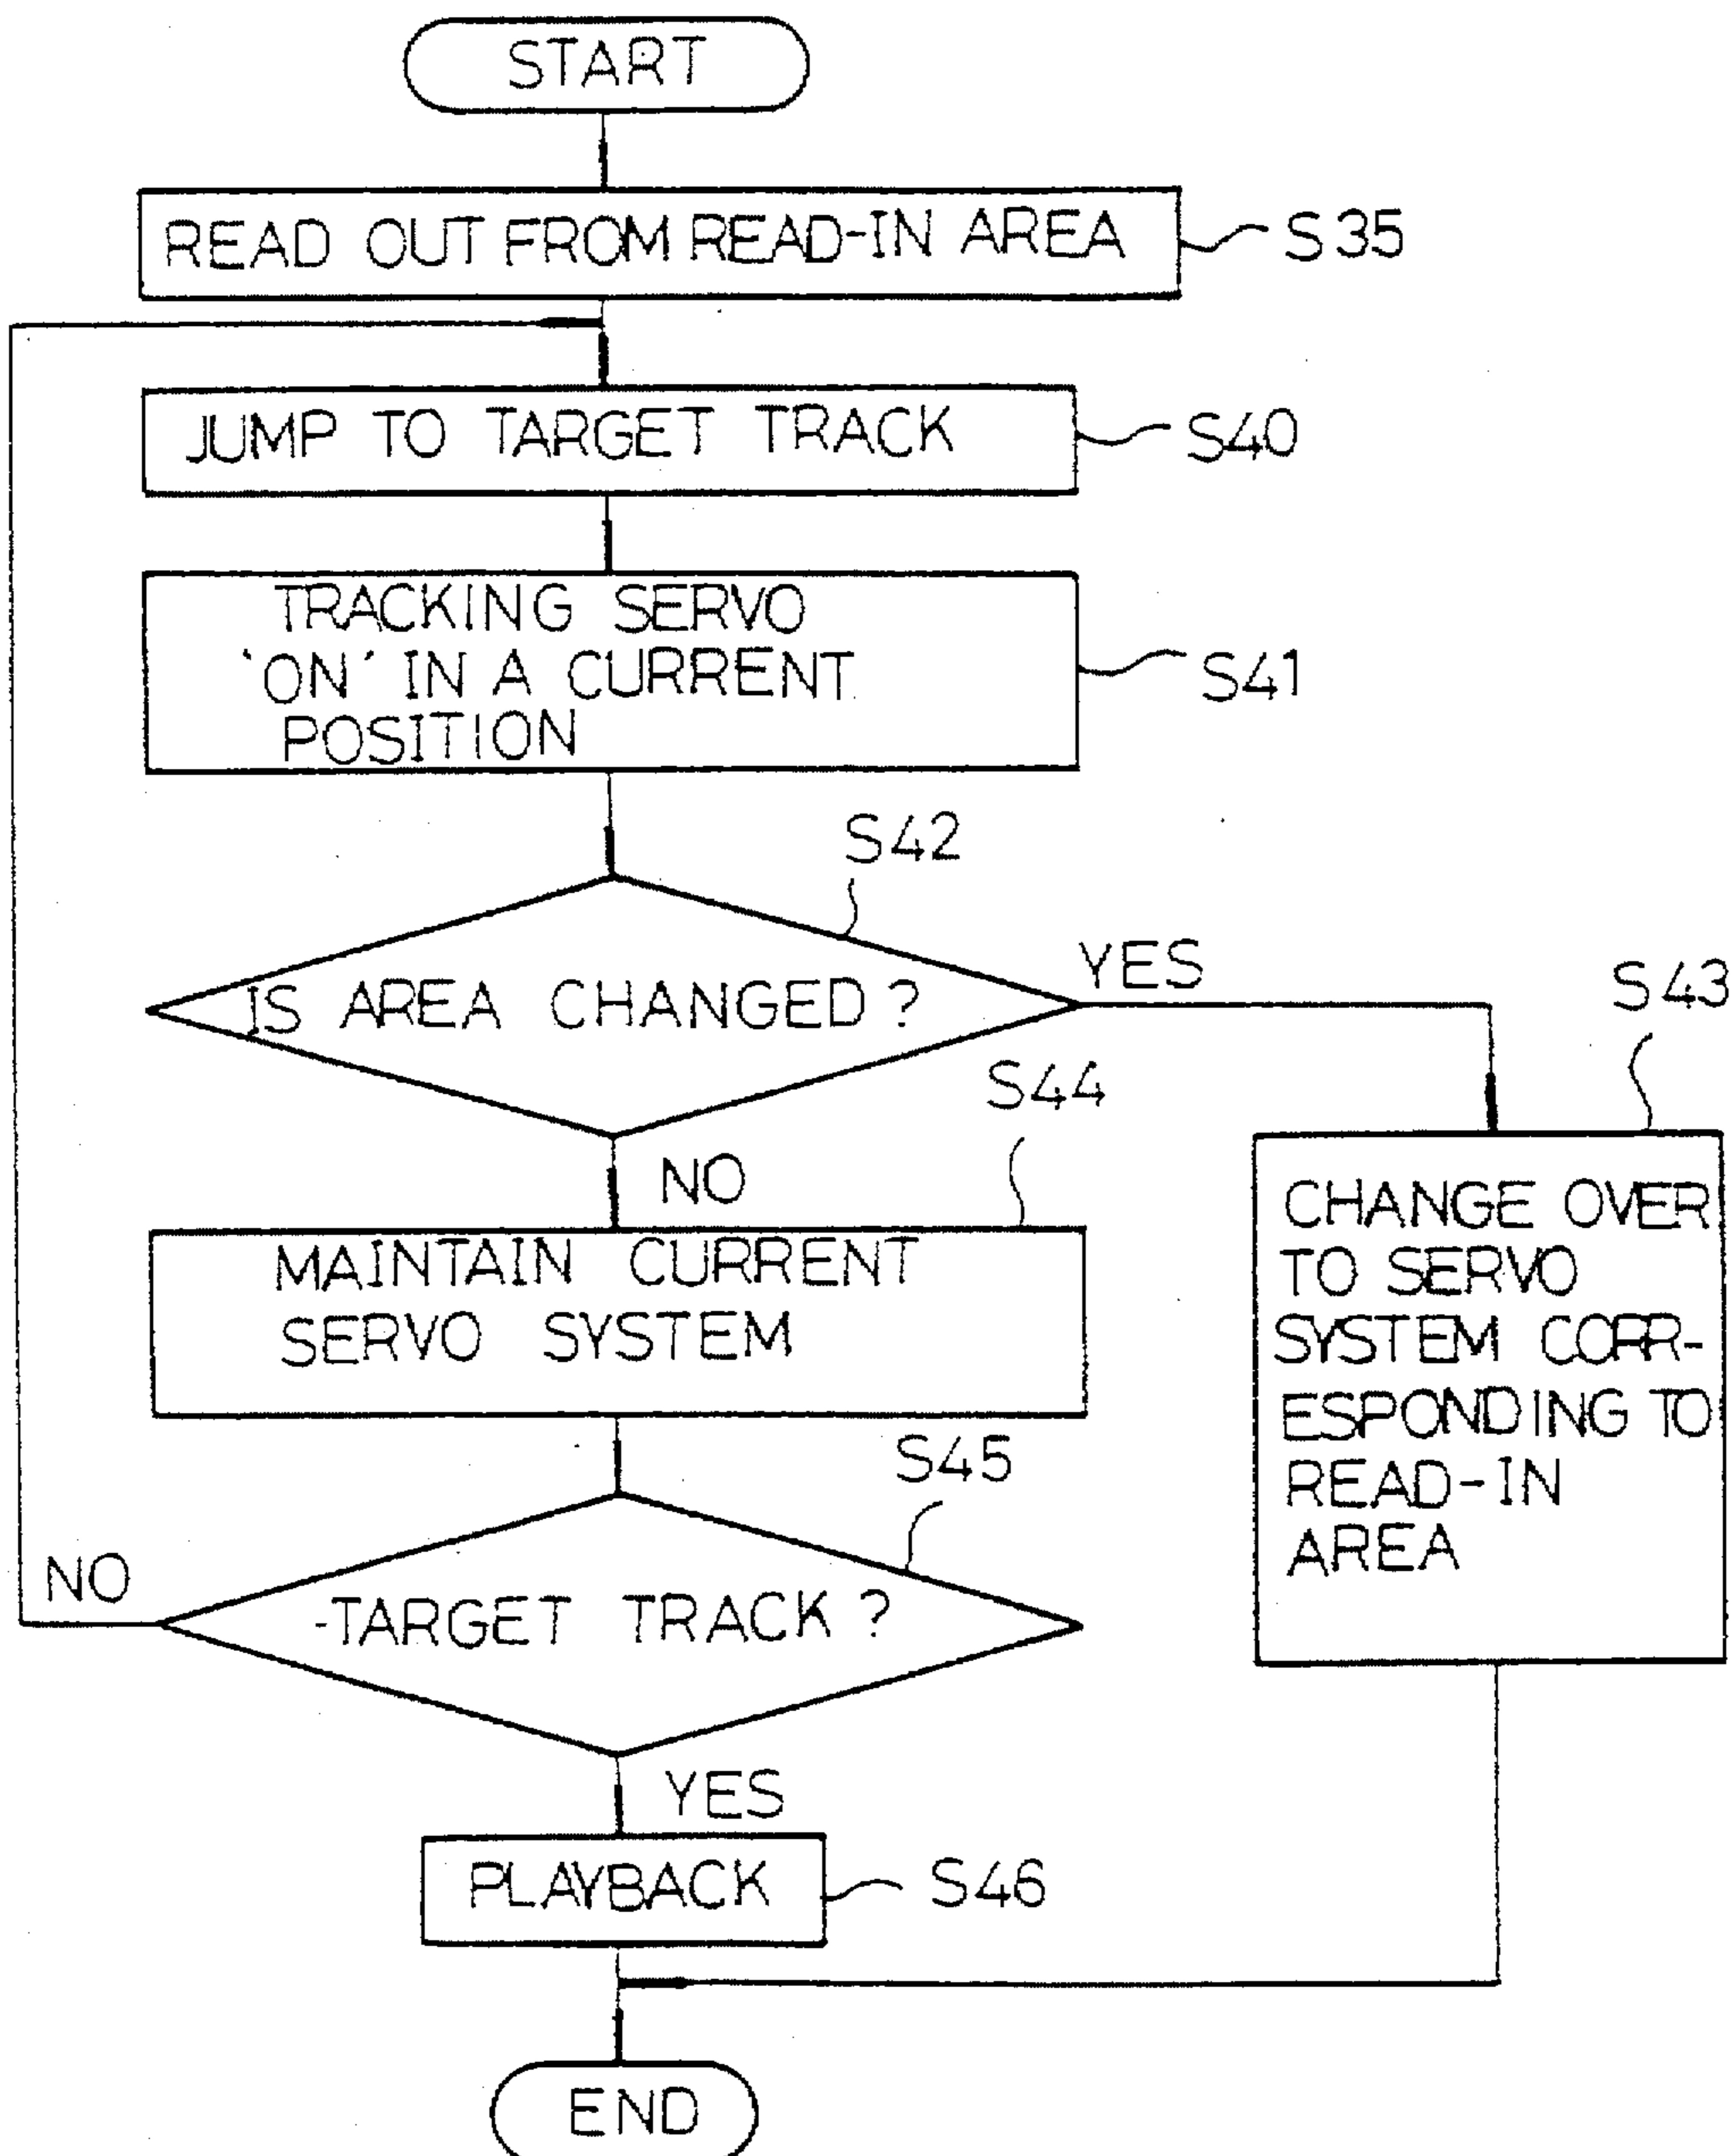 START
READ OUT FROM READ-IN AREA
S35
JUMP TO TARGET TRACK
S40
TRACKING SERVO
'ON' IN A CURRENT
POSITION
S41
S42
IS AREA CHANGED ?
YES
S43
CHANGE OVER
TO SERVO
SYSTEM CORR-
ESPONDING TO
READ-IN
AREA
NO
S44
MAINTAIN CURRENT
SERVO SYSTEM
S45
TARGET TRACK ?
NO
YES
PLAYBACK
S46
END